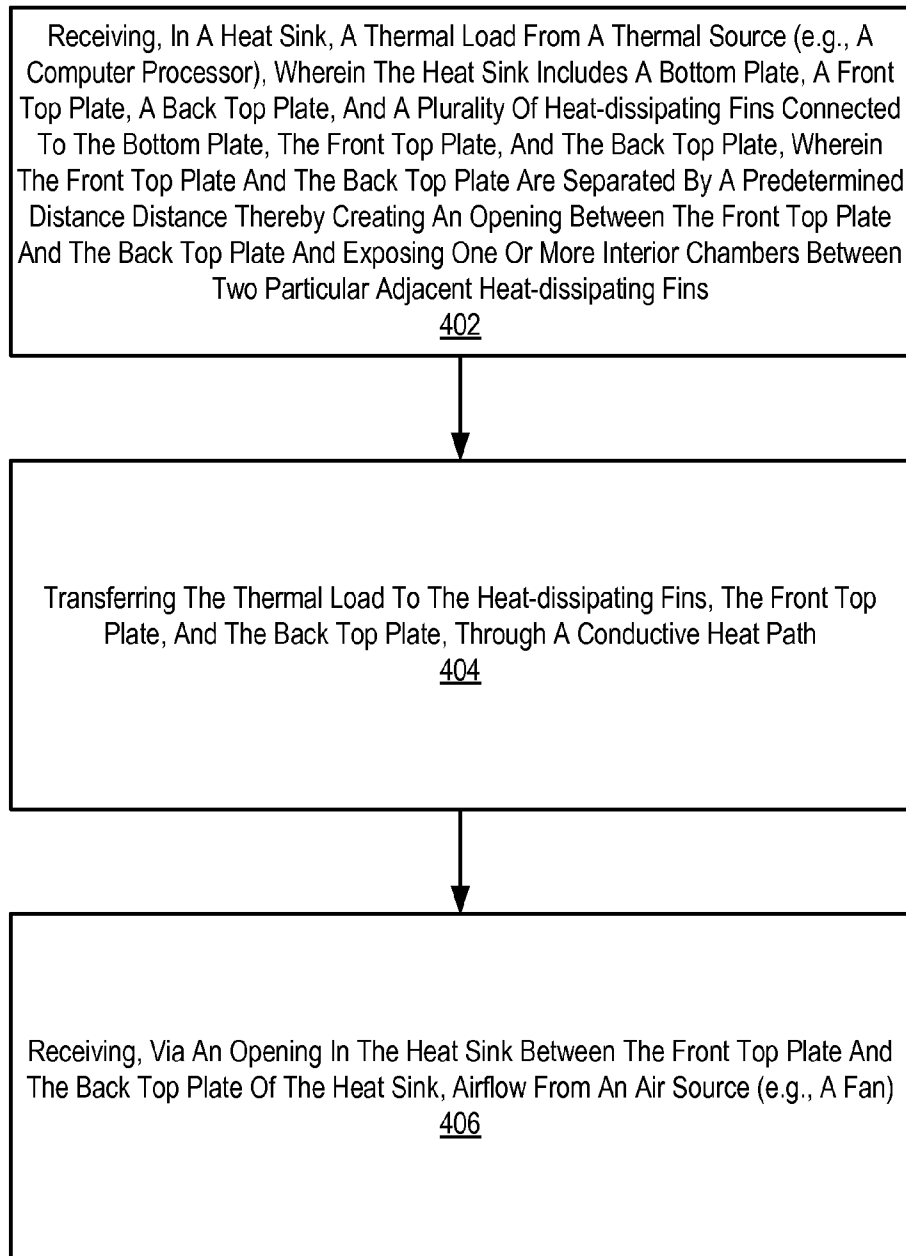 Receiving, In A Heat Sink, A Thermal Load From A Thermal Source (e.g., A
Computer Processor), Wherein The Heat Sink Includes A Bottom Plate, A Front
Top Plate, A Back Top Plate, And A Plurality Of Heat-dissipating Fins Connected
To The Bottom Plate, The Front Top Plate, And The Back Top Plate, Wherein
The Front Top Plate And The Back Top Plate Are Separated By A Predetermined
Distance Distance Thereby Creating An Opening Between The Front Top Plate
And The Back Top Plate And Exposing One Or More Interior Chambers Between
Two Particular Adjacent Heat-dissipating Fins
402
Transferring The Thermal Load To The Heat-dissipating Fins, The Front Top
Plate, And The Back Top Plate, Through A Conductive Heat Path
404
Receiving, Via An Opening In The Heat Sink Between The Front Top Plate And
The Back Top Plate Of The Heat Sink, Airflow From An Air Source (e.g., A Fan)
406